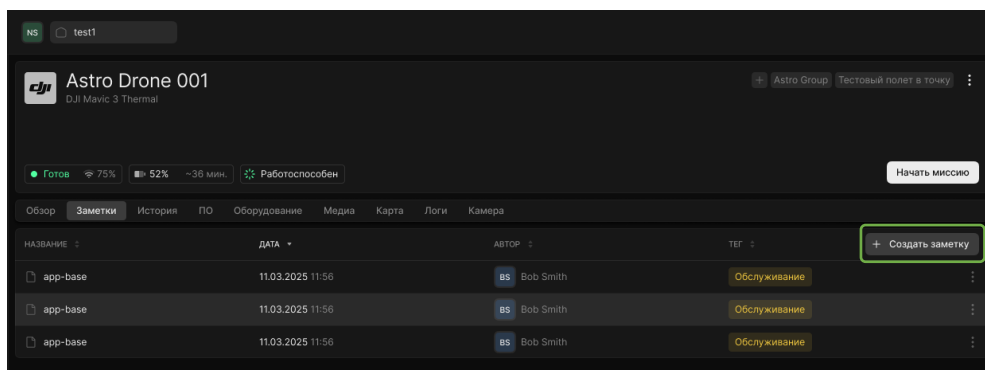 NS test1
dji Astro Drone 001
DJI Mavic 3 Thermal
+ Astro Group Тестовый полет в точку
Готов 75% 52% ~36 мин. Работоспособен
Начать миссию
Обзор Заметки История ПО Оборудование Медиа Карта Логи Камера
НАЗВАНИЕ ДАТА АВТОР ТЕГ + Создать заметку
app-base 11.03.2025 11:56 BS Bob Smith Обслуживание
app-base 11.03.2025 11:56 BS Bob Smith Обслуживание
app-base 11.03.2025 11:56 BS Bob Smith Обслуживание